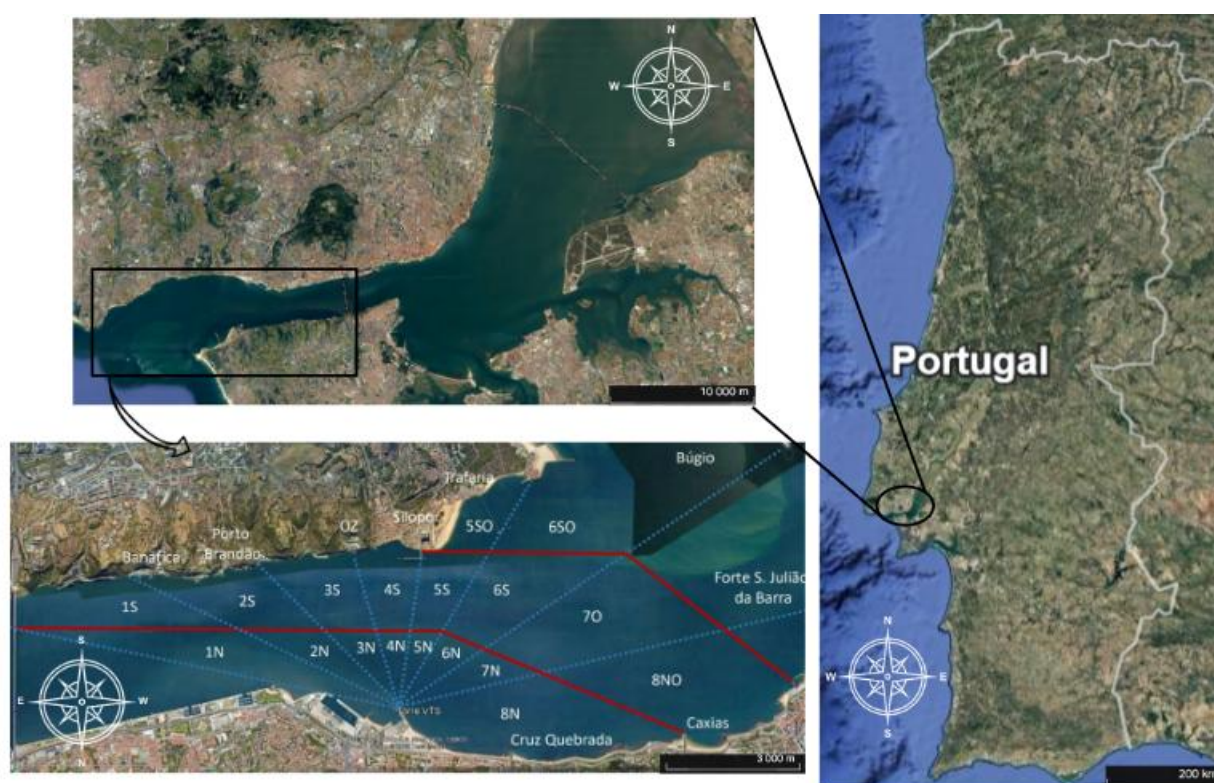 N
W
E
S
10 000 m
Portugal
N
W
E
S
200 km
Búgio
Trafaria
Silopor
5SO
6SO
OZ
Porto
Brandão
Banática
Forte S. Julião
da Barra
1S
2S
3S
4S
5S
6S
7O
1N
2N
3N
4N
5N
6N
7N
8NO
8N
S
E
W
N
Cruz Quebrada
Caxias
3 000 m